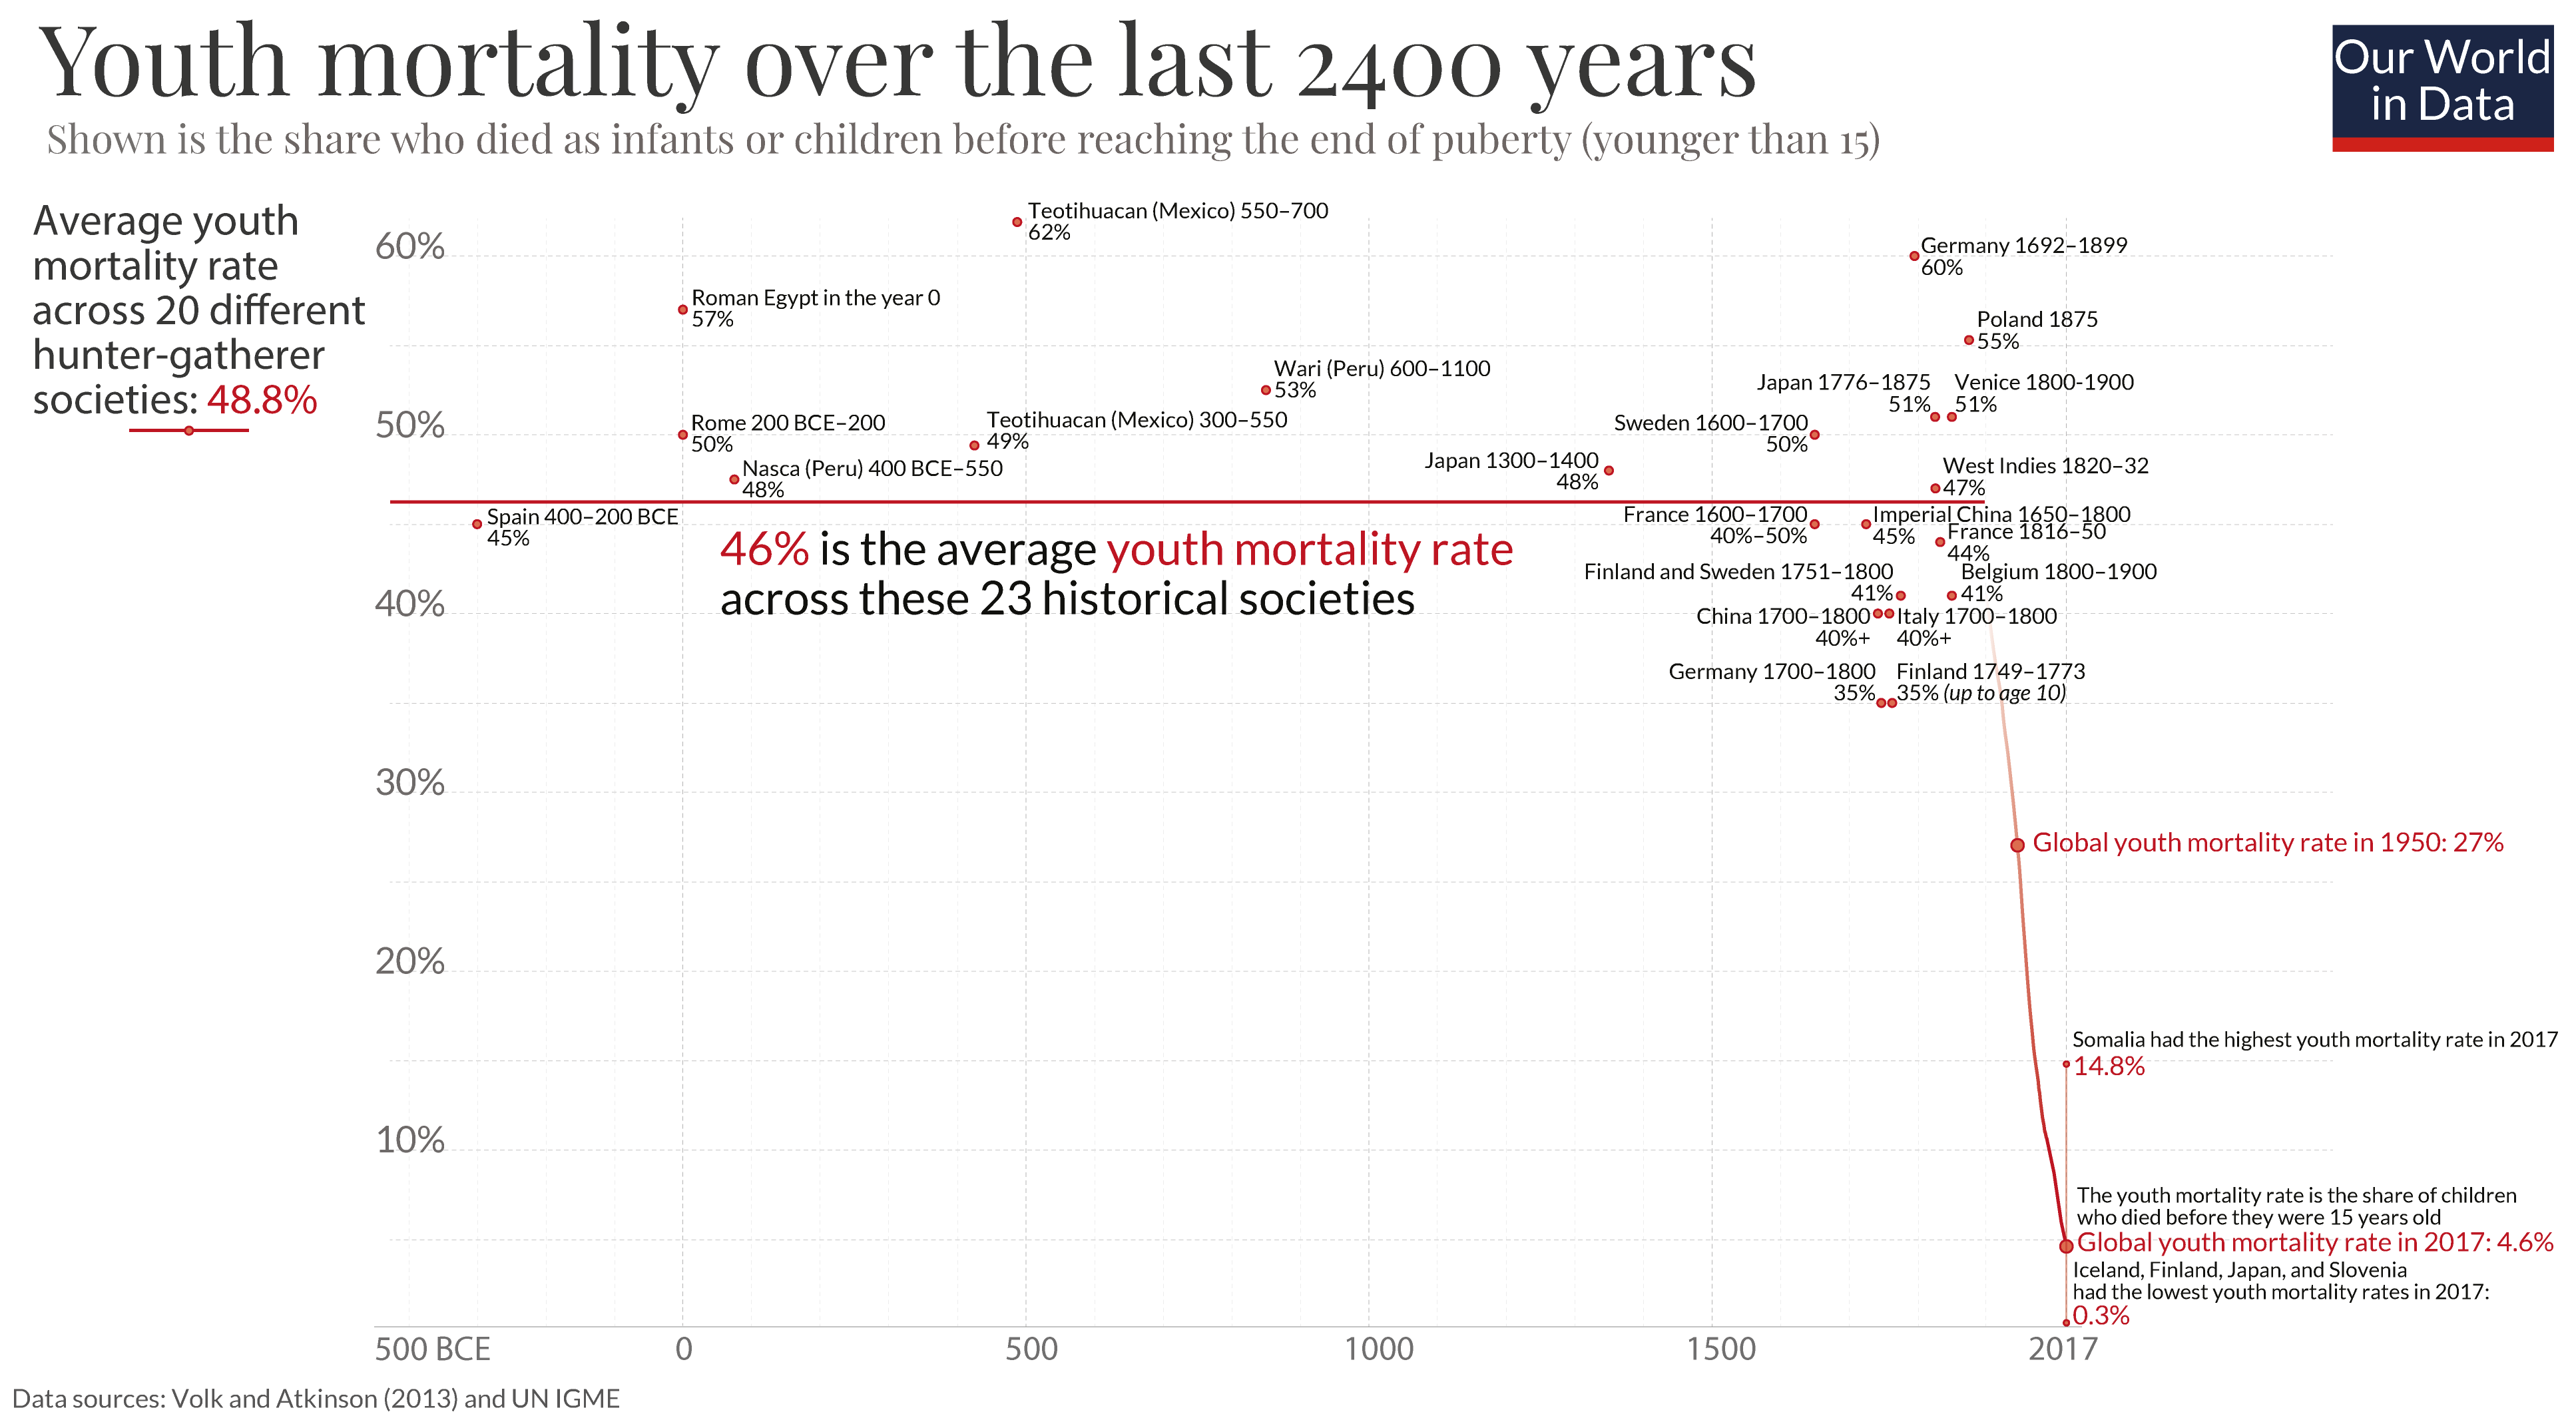 Youth mortality over the last 2400 years
Shown is the share who died as infants or children before reaching the end of puberty (younger than 15)
Our World
in Data
Average youth
mortality rate
across 20 different
hunter-gatherer
societies: 48.8%
60%
50%
40%
30%
20%
10%
Teotihuacan (Mexico) 550–700
62%
Germany 1692–1899
60%
Roman Egypt in the year 0
57%
Poland 1875
55%
Wari (Peru) 600–1100
53%
Japan 1776–1875
51%
Venice 1800-1900
51%
Rome 200 BCE–200
50%
Teotihuacan (Mexico) 300–550
49%
Sweden 1600–1700
50%
Nasca (Peru) 400 BCE–550
48%
Japan 1300–1400
48%
West Indies 1820–32
47%
Spain 400–200 BCE
45%
46% is the average youth mortality rate
across these 23 historical societies
France 1600–1700
40%–50%
Imperial China 1650–1800
45%
France 1816–50
44%
Finland and Sweden 1751–1800
41%
Belgium 1800–1900
41%
China 1700–1800
40%+
Italy 1700–1800
40%+
Germany 1700–1800
35%
Finland 1749–1773
35% (up to age 10)
Global youth mortality rate in 1950: 27%
Somalia had the highest youth mortality rate in 2017
14.8%
The youth mortality rate is the share of children
who died before they were 15 years old
Global youth mortality rate in 2017: 4.6%
Iceland, Finland, Japan, and Slovenia
had the lowest youth mortality rates in 2017:
0.3%
500 BCE
0
500
1000
1500
2017
Data sources: Volk and Atkinson (2013) and UN IGME